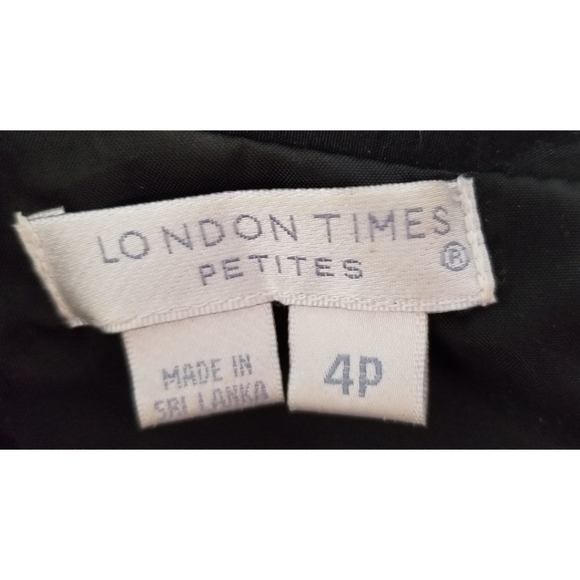 LONDON TIMES
PETITES
®
MADE IN
SRI LANKA
4P